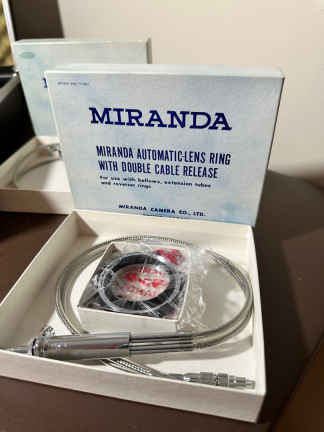 MIRANDA
MIRANDA AUTOMATIC-LENS RING
WITH DOUBLE CABLE RELEASE
For use with bellows, extension tubes
and reverse rings
MIRANDA CAMERA CO., LTD.